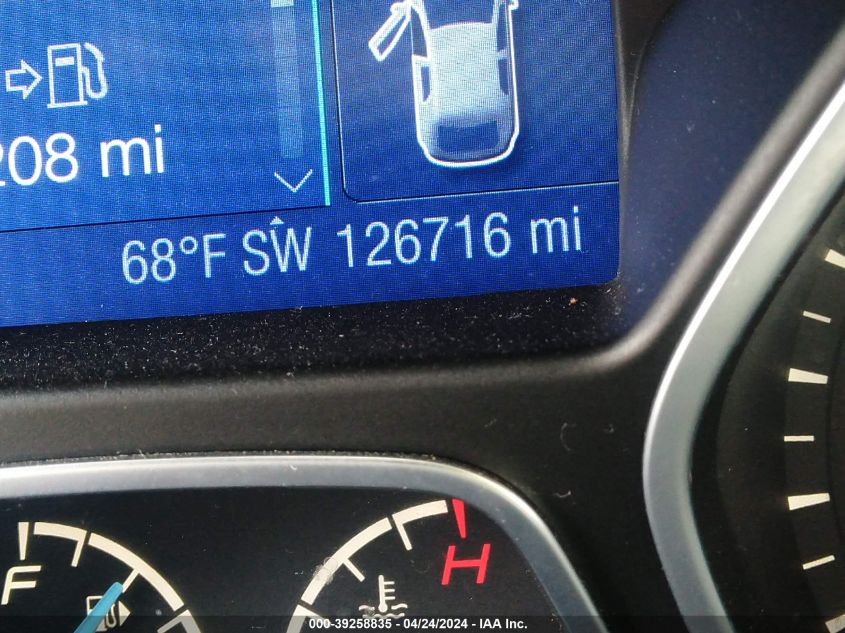 208 mi
68°F SW 126716 mi
F
H
000-39258835 - 04/24/2024 - IAA Inc.